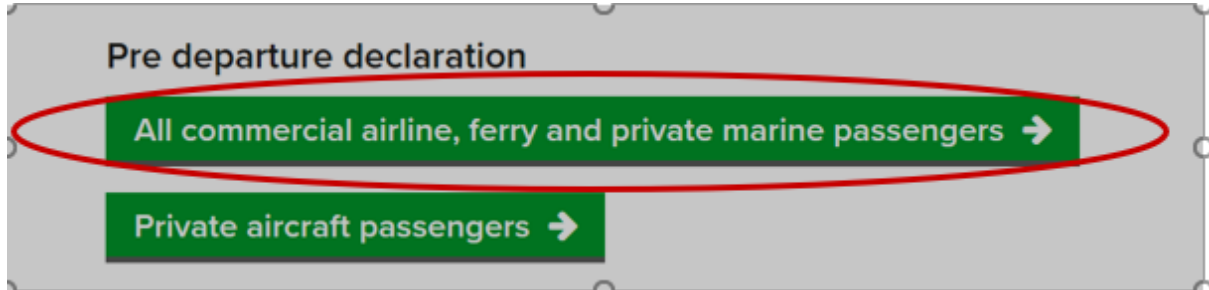 Pre departure declaration
All commercial airline, ferry and private marine passengers →
Private aircraft passengers →